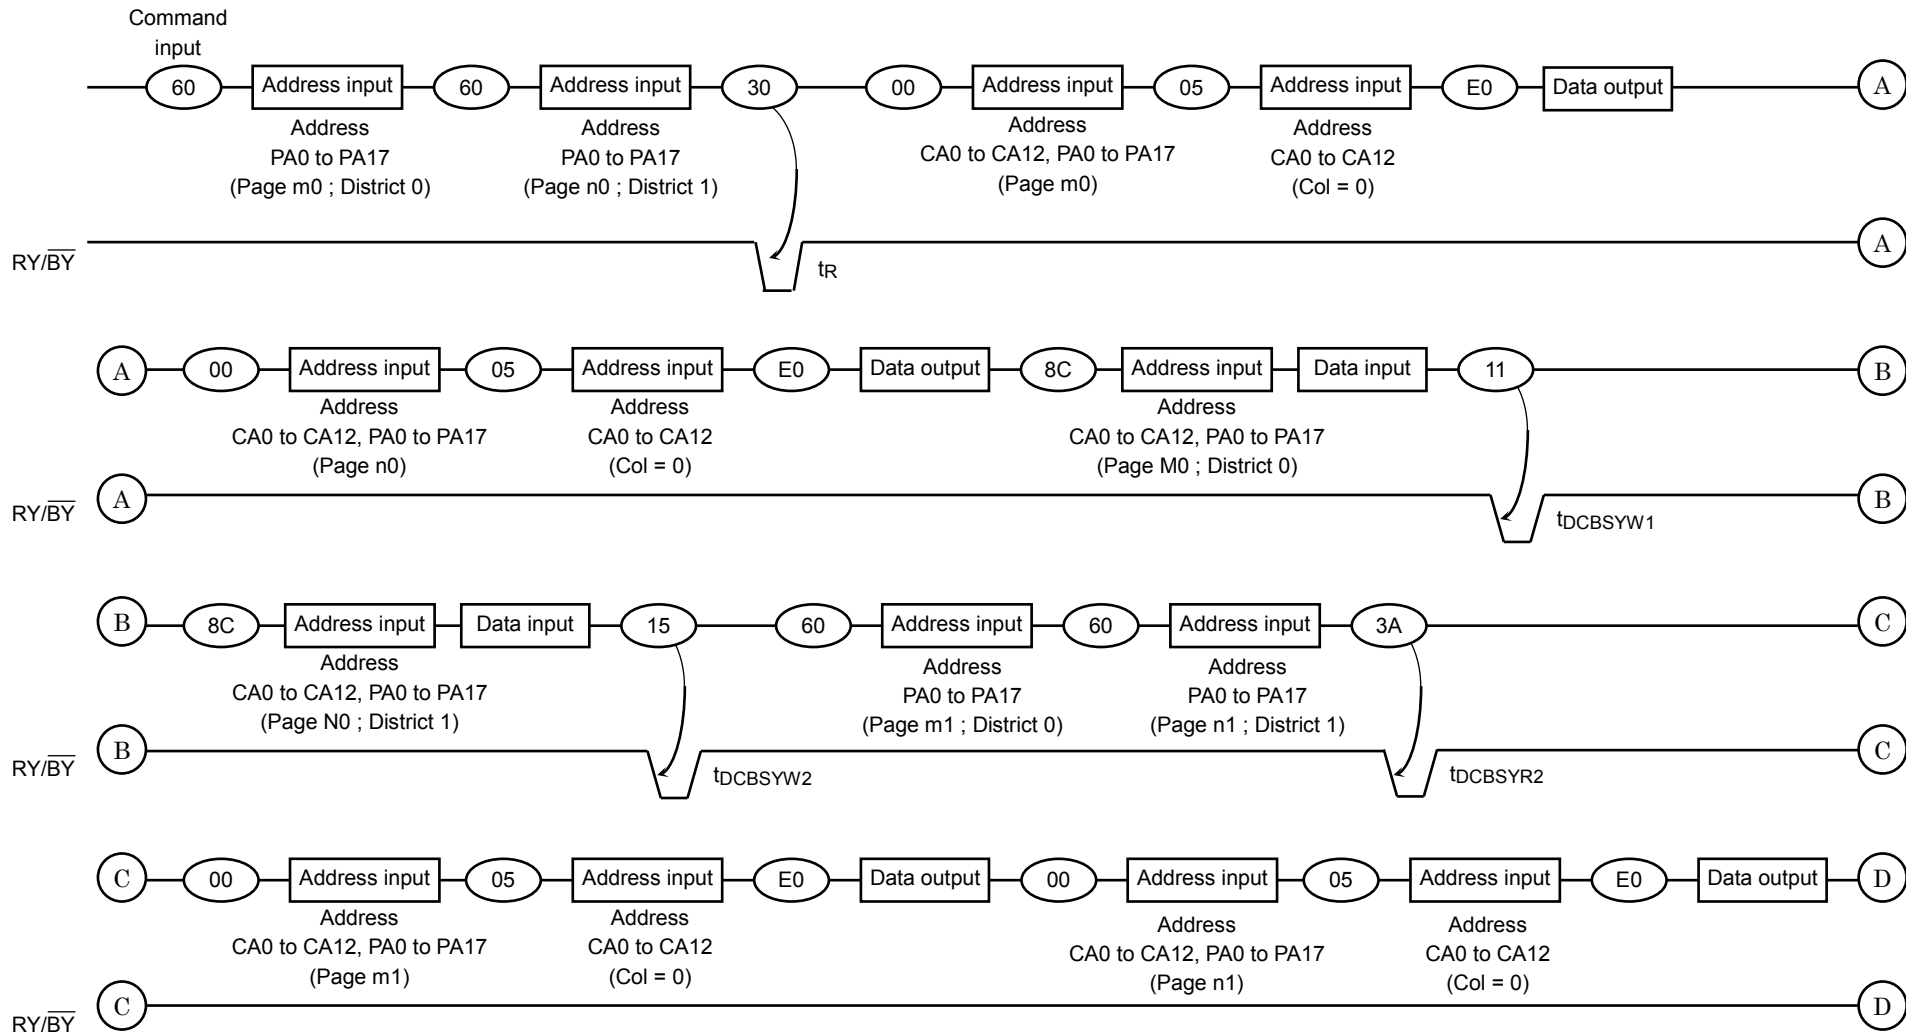 Command
input
60 Address input 60 Address input 30 00 Address input 05 Address input E0 Data output A
Address Address Address Address
PA0 to PA17 PA0 to PA17 CA0 to CA12, PA0 to PA17 CA0 to CA12
(Page m0 ; District 0) (Page n0 ; District 1) (Page m0) (Col = 0)
RY/BY A
tR
A 00 Address input 05 Address input E0 Data output 8C Address input Data input 11 B
Address Address Address
CA0 to CA12, PA0 to PA17 CA0 to CA12 CA0 to CA12, PA0 to PA17
(Page n0) (Col = 0) (Page M0 ; District 0)
RY/BY A B
tDCBSYW1
B 8C Address input Data input 15 60 Address input 60 Address input 3A C
Address Address Address
CA0 to CA12, PA0 to PA17 PA0 to PA17 PA0 to PA17
(Page N0 ; District 1) (Page m1 ; District 0) (Page n1 ; District 1)
RY/BY B C
tDCBSYW2 tDCBSYR2
C 00 Address input 05 Address input E0 Data output 00 Address input 05 Address input E0 Data output D
Address Address Address Address
CA0 to CA12, PA0 to PA17 CA0 to CA12 CA0 to CA12, PA0 to PA17 CA0 to CA12
(Page m1) (Col = 0) (Page n1) (Col = 0)
RY/BY C D